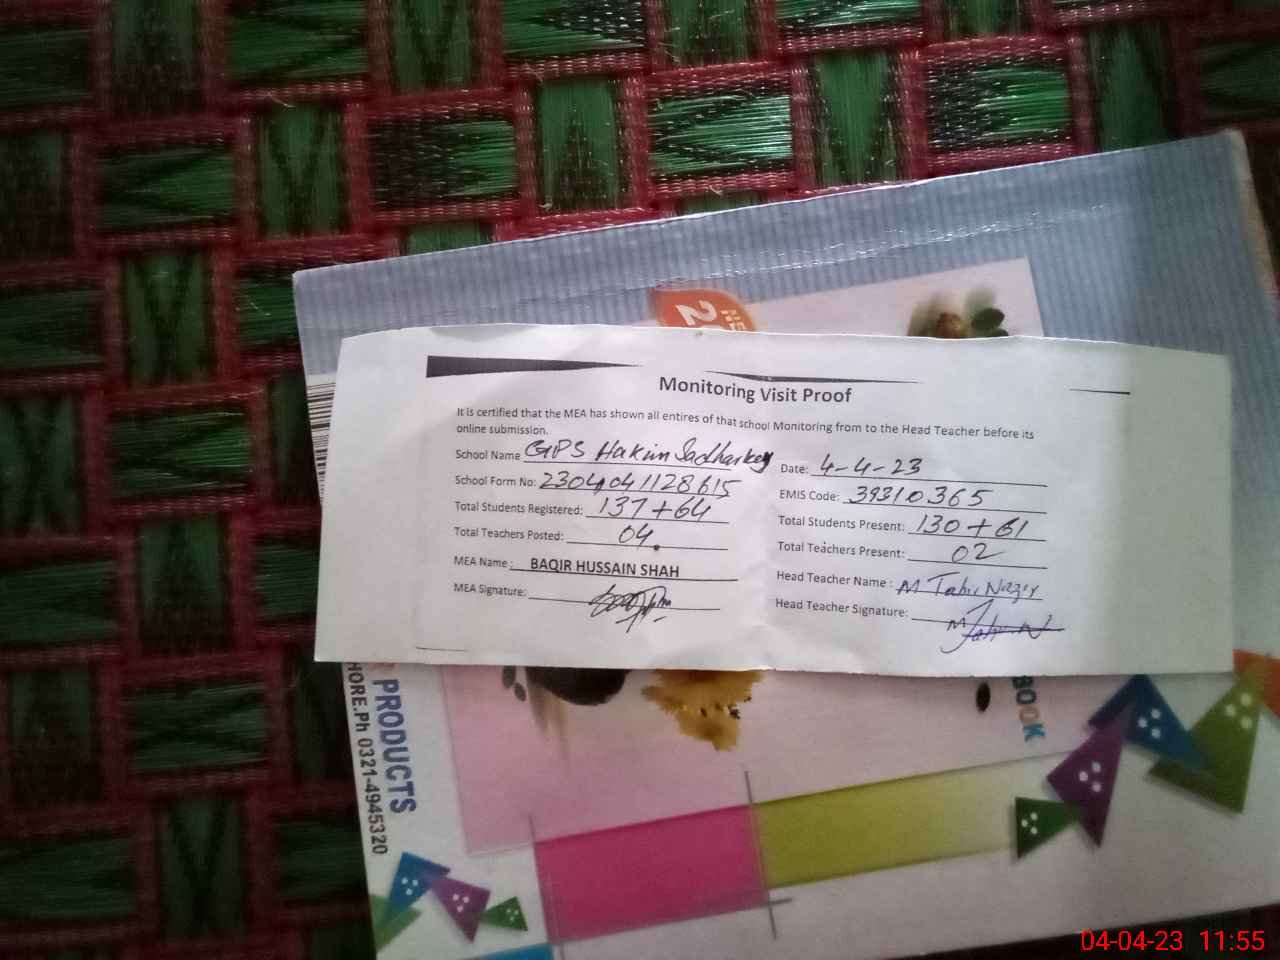 Monitoring Visit Proof
It is certified that the MEA has shown all entires of that school Monitoring from to the Head Teacher before its
online submission.
School Name GPS Hakim Sadharkey
Date: 4-4-23
School Form No: 2304041128615
EMIS Code: 39310365
Total Students Registered: 137+64
Total Students Present: 130+61
Total Teachers Posted: 04
Total Teachers Present: 02
MEA Name: BAQIR HUSSAIN SHAH
Head Teacher Name: M Tahir Nazir
MEA Signature:
Head Teacher Signature: M Tahir N
PRODUCTS
HORE.Ph 0321-4945320
BOOK
04-04-23 11:55